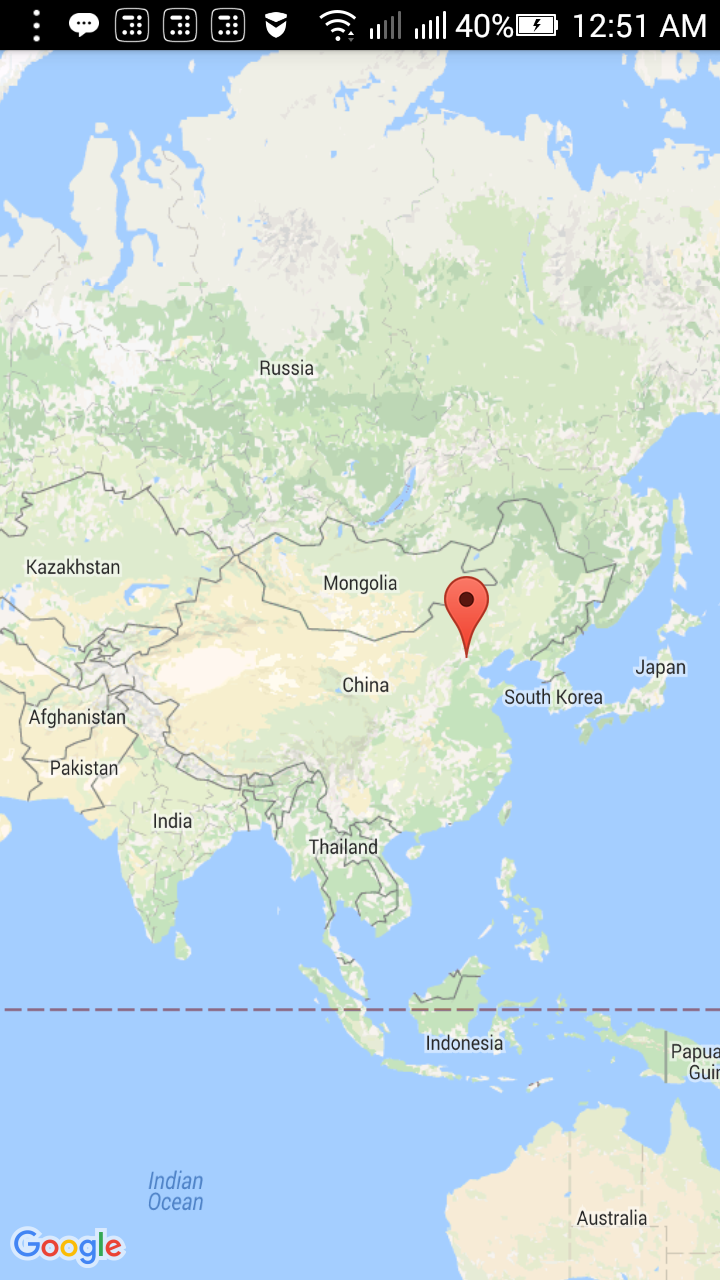 40% 12:51 AM
Russia
Kazakhstan
Mongolia
Japan
China
South Korea
Afghanistan
Pakistan
India
Thailand
Indonesia
Papua
Guin
Indian
Ocean
Australia
Google